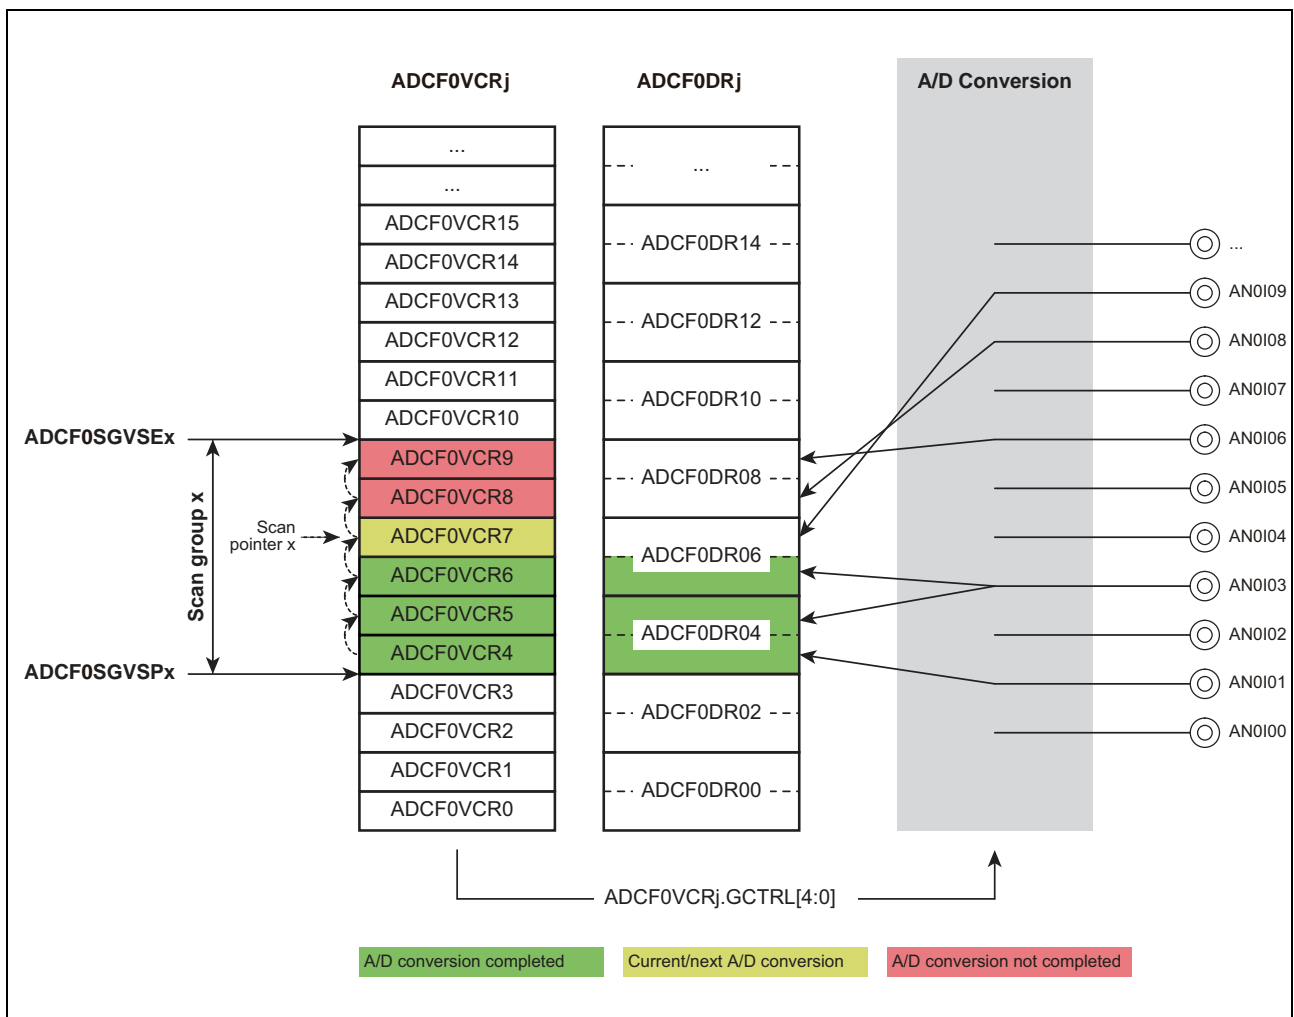 ADCF0VCRj
ADCF0DRj
A/D Conversion
...
...
ADCF0VCR15
ADCF0VCR14
ADCF0VCR13
ADCF0VCR12
ADCF0VCR11
ADCF0VCR10
ADCF0VCR9
ADCF0VCR8
ADCF0VCR7
ADCF0VCR6
ADCF0VCR5
ADCF0VCR4
ADCF0VCR3
ADCF0VCR2
ADCF0VCR1
ADCF0VCR0
...
ADCF0DR14
ADCF0DR12
ADCF0DR10
ADCF0DR08
ADCF0DR06
ADCF0DR04
ADCF0DR02
ADCF0DR00
...
AN0I09
AN0I08
AN0I07
AN0I06
AN0I05
AN0I04
AN0I03
AN0I02
AN0I01
AN0I00
ADCF0SGVSEx
Scan group x
Scan
pointer x
ADCF0SGVSPx
ADCF0VCRj.GCTRL[4:0]
A/D conversion completed
Current/next A/D conversion
A/D conversion not completed